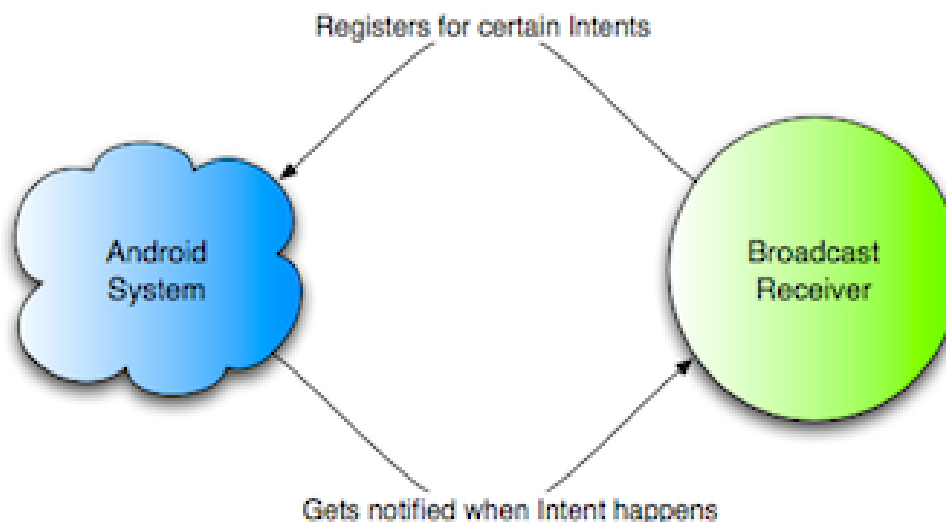 Registers for certain Intents
Android
System
Broadcast
Receiver
Gets notified when Intent happens